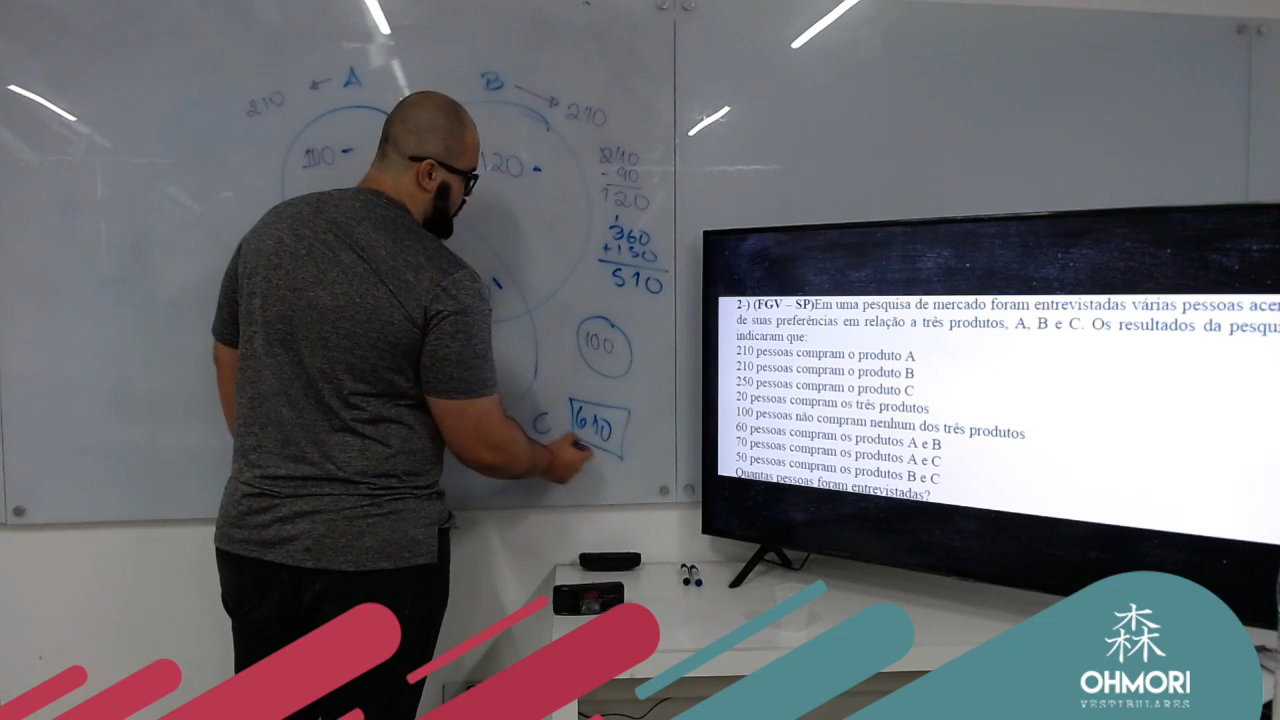 A
B
210
210
100
120
210
- 90
120
1
360
+150
510
100
C
610
2-) (FGV – SP)Em uma pesquisa de mercado foram entrevistadas várias pessoas
de suas preferências em relação a três produtos, A, B e C. Os resultados da
indicaram que:
210 pessoas compram o produto A
210 pessoas compram o produto B
250 pessoas compram o produto C
20 pessoas compram os três produtos
100 pessoas não compram nenhum dos três produtos
60 pessoas compram os produtos A e B
70 pessoas compram os produtos A e C
50 pessoas compram os produtos B e C
Quantas pessoas foram entrevistadas?
森
OHMORI
VESTIBULARES